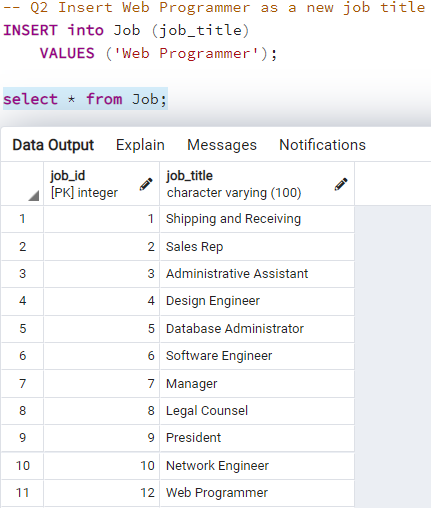 -- Q2 Insert Web Programmer as a new job title
INSERT into Job (job_title)
VALUES ('Web Programmer');
select * from Job;
Data Output Explain Messages Notifications
job_id job_title
[PK] integer character varying (100)
1 1 Shipping and Receiving
2 2 Sales Rep
3 3 Administrative Assistant
4 4 Design Engineer
5 5 Database Administrator
6 6 Software Engineer
7 7 Manager
8 8 Legal Counsel
9 9 President
10 10 Network Engineer
11 12 Web Programmer